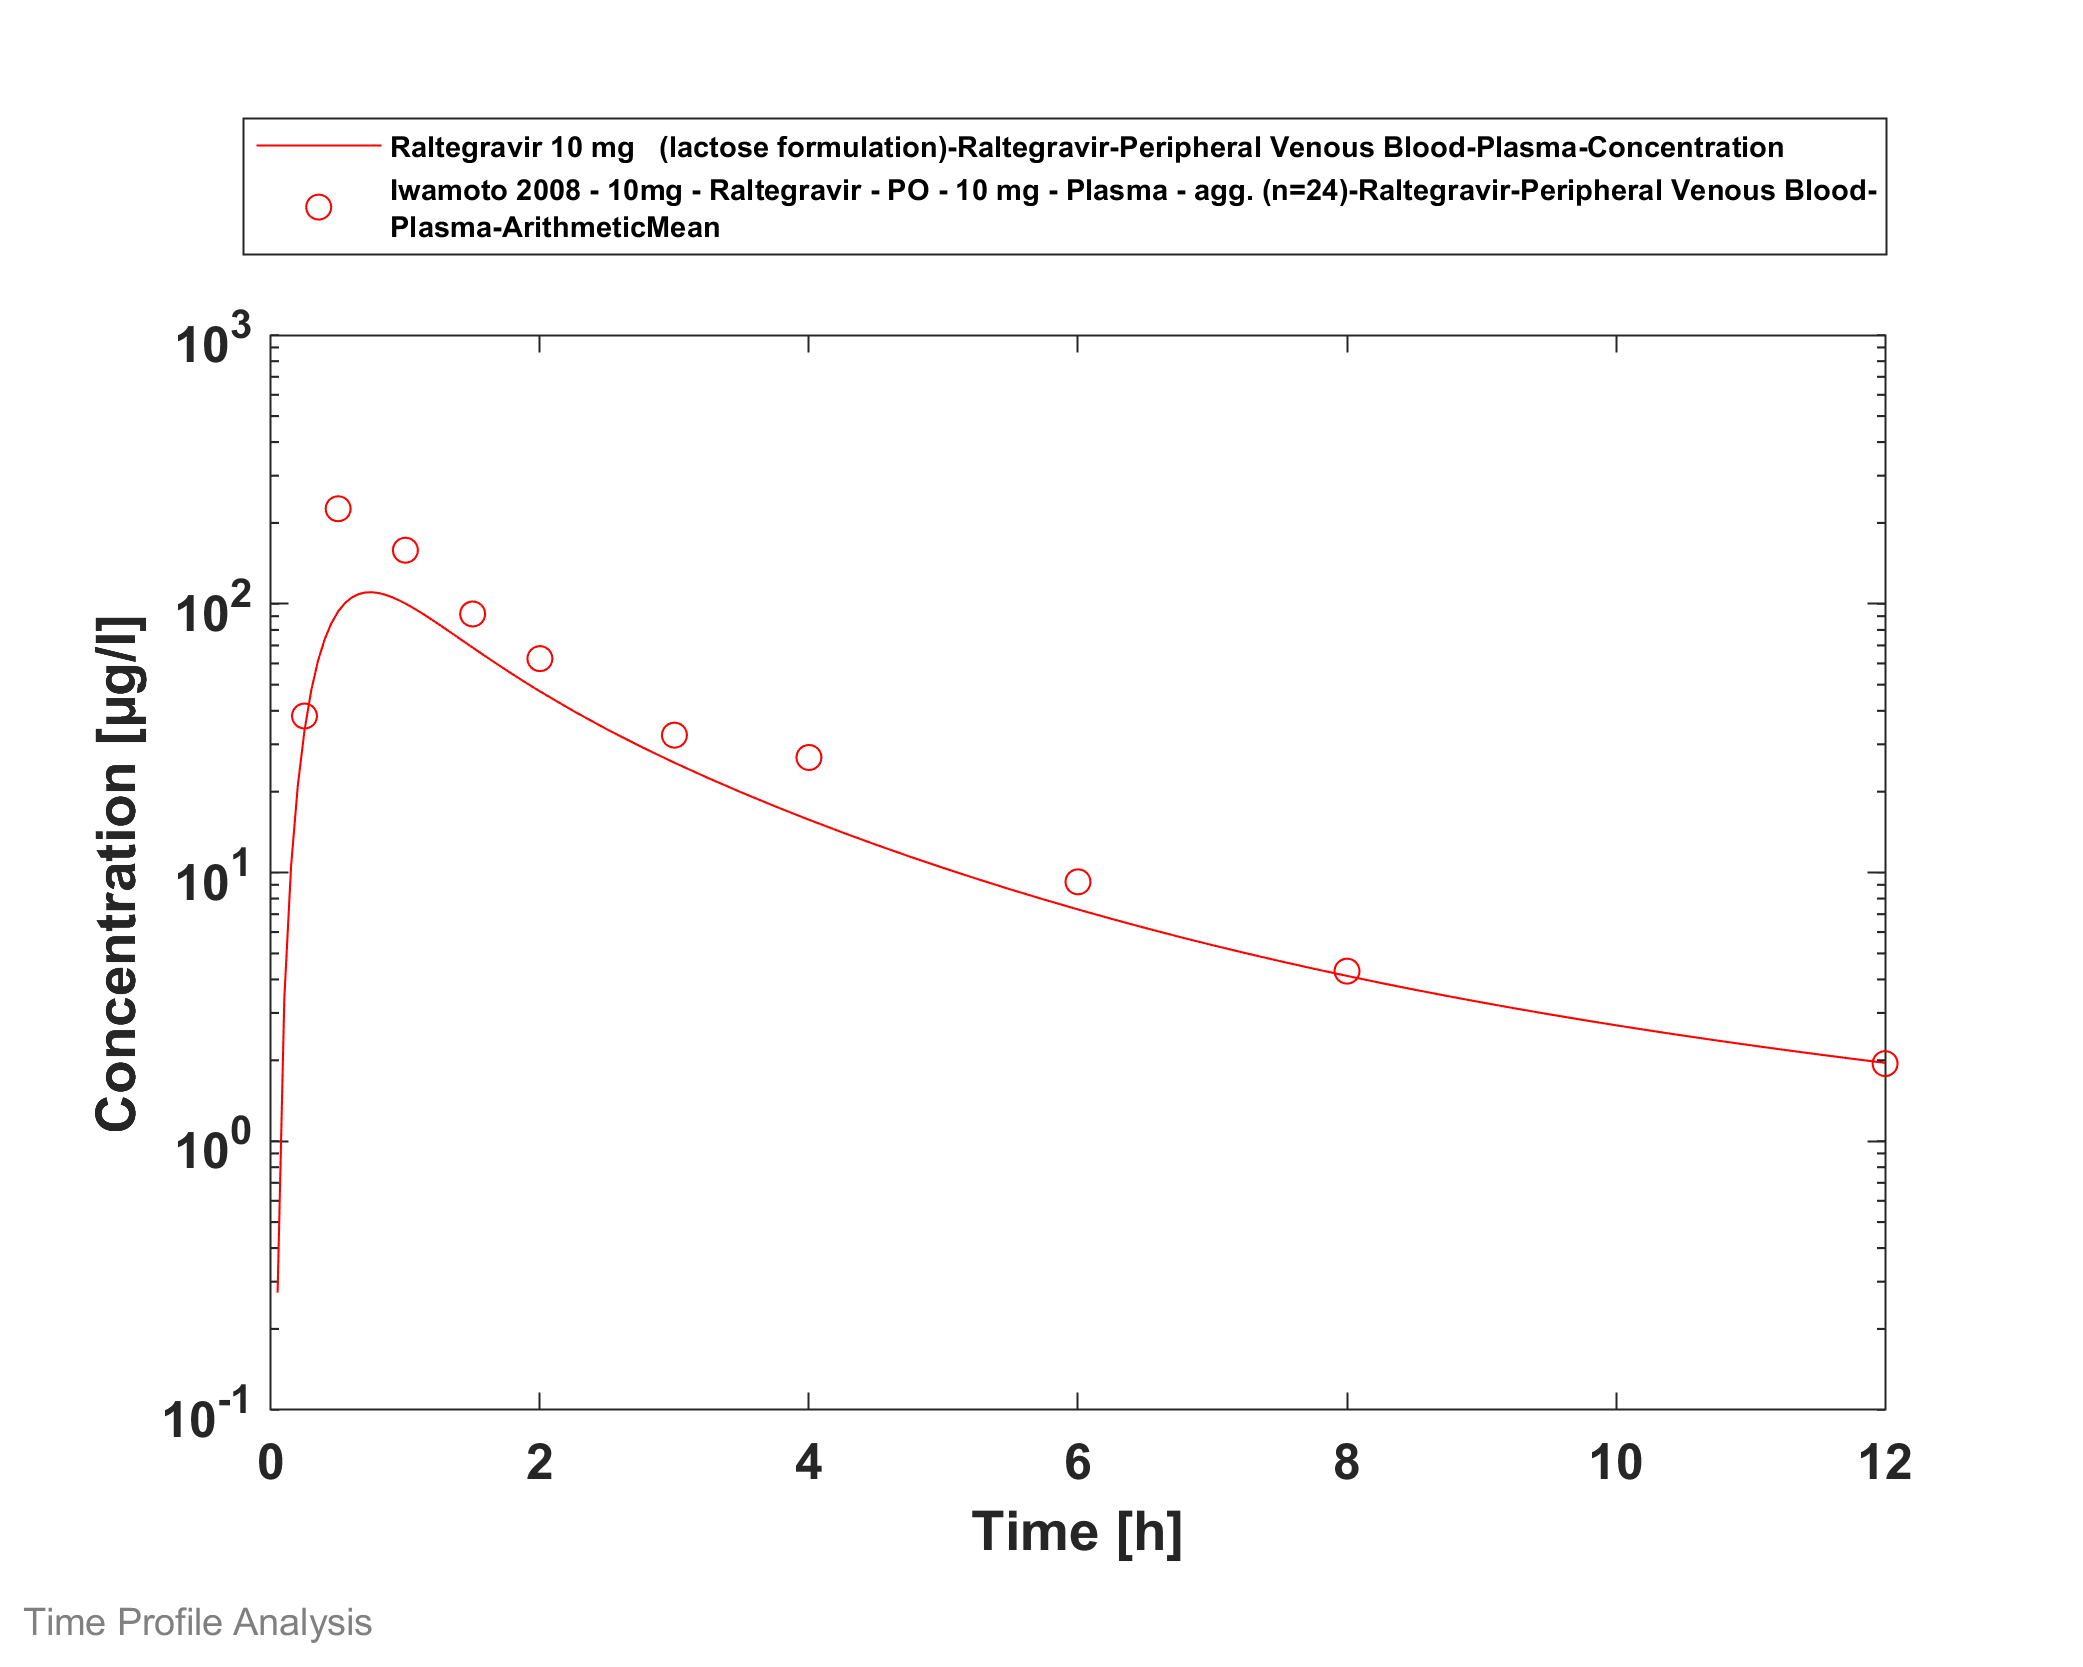 Raltegravir 10 mg   (lactose formulation)-Raltegravir-Peripheral Venous Blood-Plasma-Concentration
Iwamoto 2008 - 10mg - Raltegravir - PO - 10 mg - Plasma - agg. (n=24)-Raltegravir-Peripheral Venous Blood-
Plasma-ArithmeticMean
10^3
10^2
10^1
10^0
10^-1
Concentration [µg/l]
0 2 4 6 8 10 12
Time [h]
Time Profile Analysis